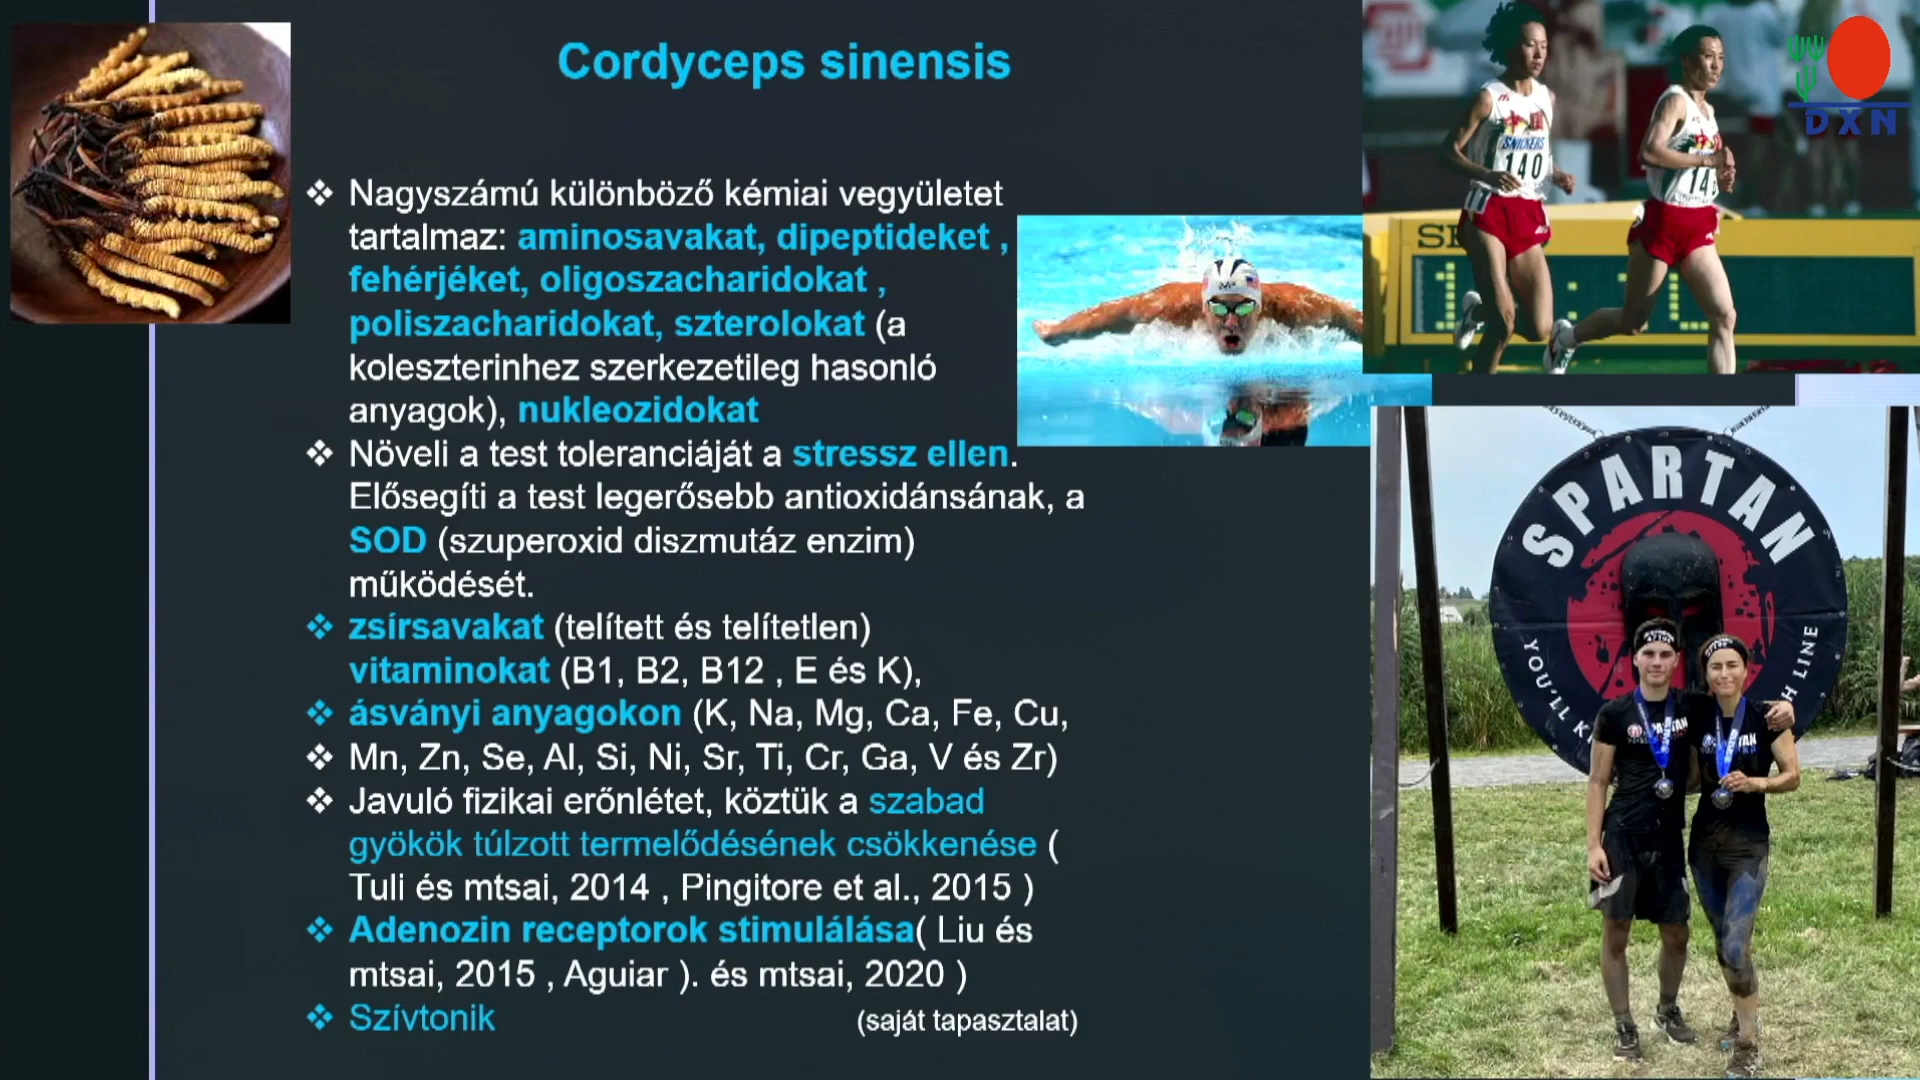 Cordyceps sinensis
❖ Nagyszámú különböző kémiai vegyületet
tartalmaz: aminosavakat, dipeptideket ,
fehérjéket, oligoszacharidokat ,
poliszacharidokat, szterolokat (a
koleszterinhez szerkezetileg hasonló
anyagok), nukleozidokat
❖ Növeli a test toleranciáját a stressz ellen.
Elősegíti a test legerősebb antioxidánsának, a
SOD (szuperoxid diszmutáz enzim)
működését.
❖ zsírsavakat (telített és telítetlen)
vitaminokat (B1, B2, B12 , E és K),
❖ ásványi anyagokon (K, Na, Mg, Ca, Fe, Cu,
❖ Mn, Zn, Se, Al, Si, Ni, Sr, Ti, Cr, Ga, V és Zr)
❖ Javuló fizikai erőnlétet, köztük a szabad
gyökök túlzott termelődésének csökkenése (
Tuli és mtsai, 2014 , Pingitore et al., 2015 )
❖ Adenozin receptorok stimulálása( Liu és
mtsai, 2015 , Aguiar ). és mtsai, 2020 )
❖ Szívtonik
(saját tapasztalat)
DXN
SNICKERS
140
SPARTAN
YOU'LL
LINE